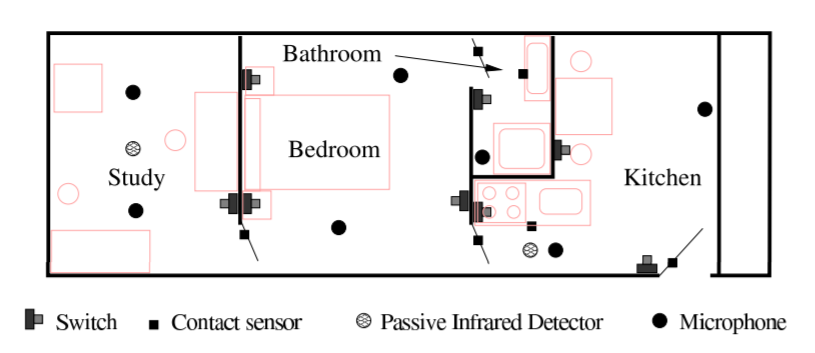 Bathroom
Bedroom
Study
Kitchen
Switch
Contact sensor
Passive Infrared Detector
Microphone